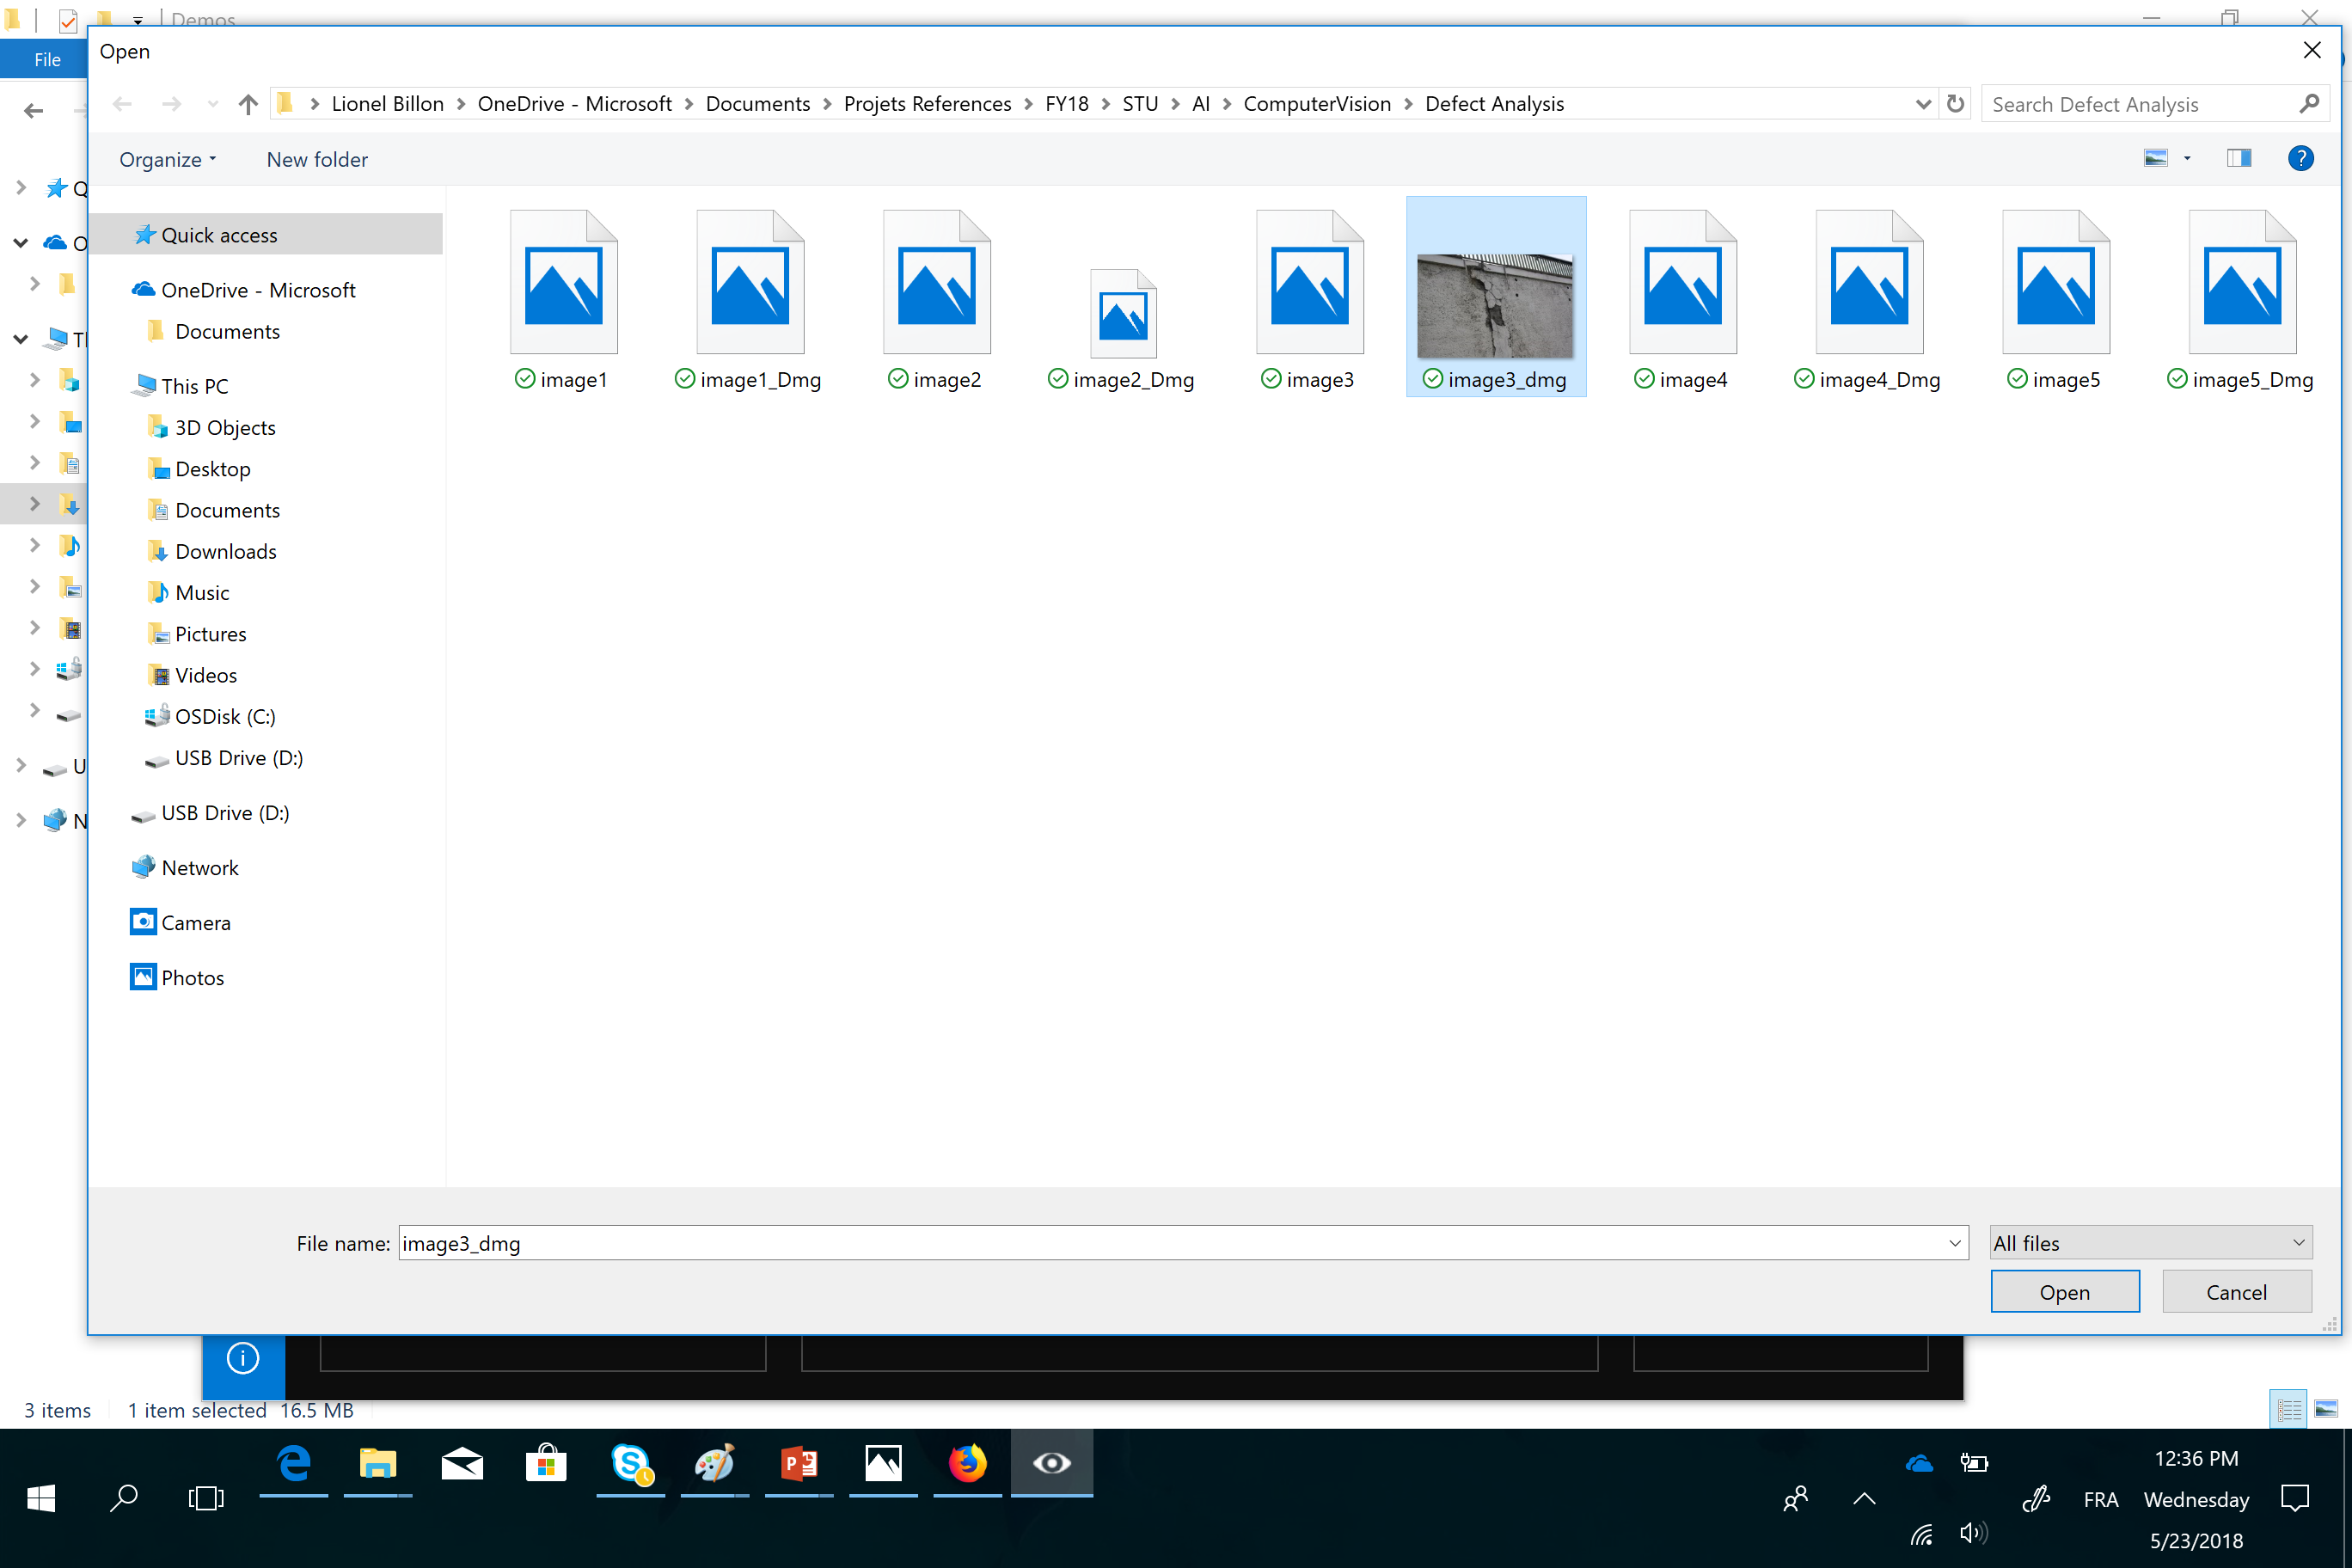 Demos
File
Open
Lionel Billon > OneDrive - Microsoft > Documents > Projets References > FY18 > STU > AI > ComputerVision > Defect Analysis
Search Defect Analysis
Organize
New folder
Quick access
OneDrive - Microsoft
Documents
This PC
3D Objects
Desktop
Documents
Downloads
Music
Pictures
Videos
OSDisk (C:)
USB Drive (D:)
USB Drive (D:)
Network
Camera
Photos
image1
image1_Dmg
image2
image2_Dmg
image3
image3_dmg
image4
image4_Dmg
image5
image5_Dmg
File name: image3_dmg
All files
Open
Cancel
3 items
1 item selected 16.5 MB
12:36 PM
FRA
Wednesday
5/23/2018